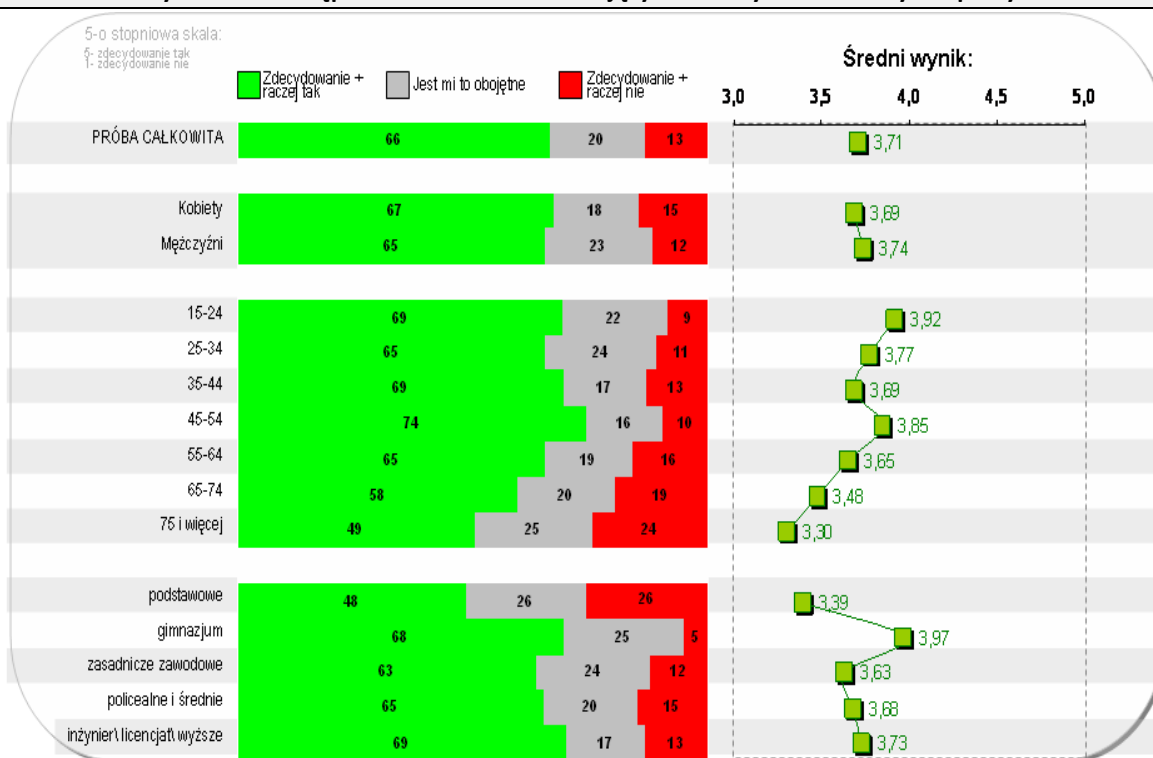 5-o stopniowa skala:
5- zdecydowanie tak
1- zdecydowanie nie
Zdecydowanie + raczej tak
Jest mi to obojętne
Zdecydowanie + raczej nie
Średni wynik:
3,0 3,5 4,0 4,5 5,0
PRÓBA CAŁKOWITA 66 20 13 3,71
Kobiety 67 18 15 3,69
Mężczyźni 65 23 12 3,74
15-24 69 22 9 3,92
25-34 65 24 11 3,77
35-44 69 17 13 3,69
45-54 74 16 10 3,85
55-64 65 19 16 3,65
65-74 58 20 19 3,48
75 i więcej 49 25 24 3,30
podstawowe 48 26 26 3,39
gimnazjum 68 25 5 3,97
zasadnicze zawodowe 63 24 12 3,63
policealne i średnie 65 20 15 3,68
inżynier\ licencjat\ wyższe 69 17 13 3,73